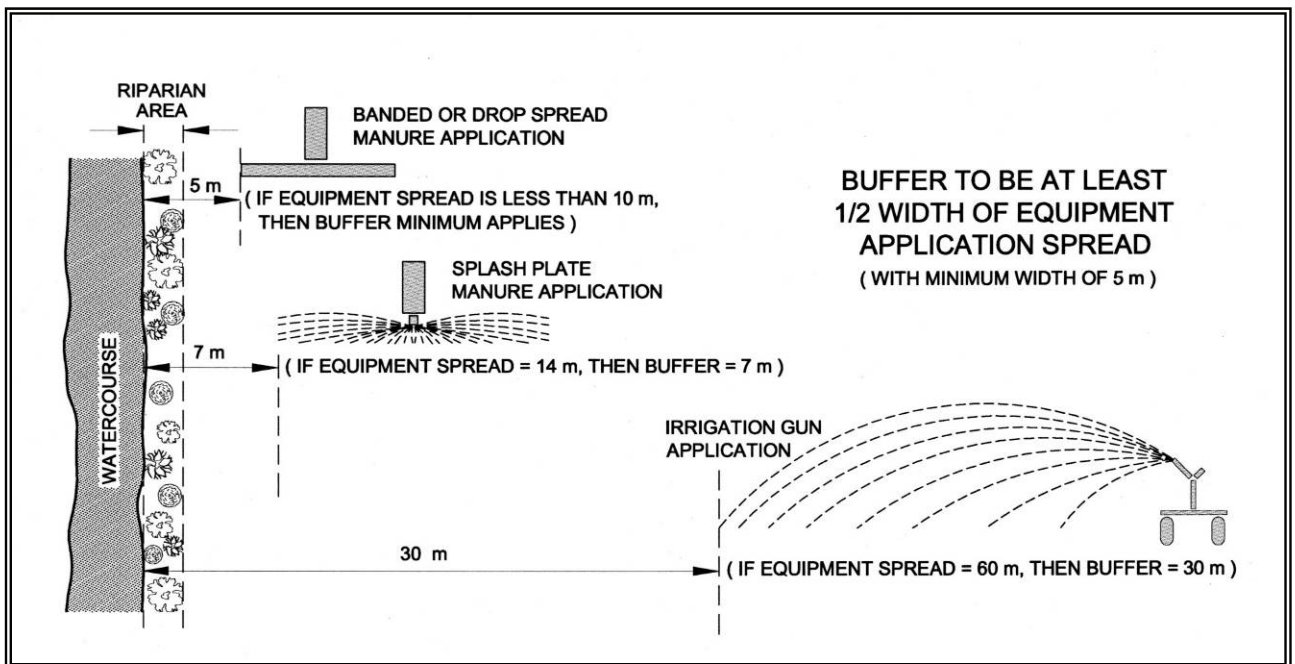 RIPARIAN
AREA
BANDED OR DROP SPREAD
MANURE APPLICATION
5 m
( IF EQUIPMENT SPREAD IS LESS THAN 10 m,
THEN BUFFER MINIMUM APPLIES )
BUFFER TO BE AT LEAST
1/2 WIDTH OF EQUIPMENT
APPLICATION SPREAD
( WITH MINIMUM WIDTH OF 5 m )
SPLASH PLATE
MANURE APPLICATION
7 m
( IF EQUIPMENT SPREAD = 14 m, THEN BUFFER = 7 m )
WATERCOURSE
IRRIGATION GUN
APPLICATION
30 m
( IF EQUIPMENT SPREAD = 60 m, THEN BUFFER = 30 m )